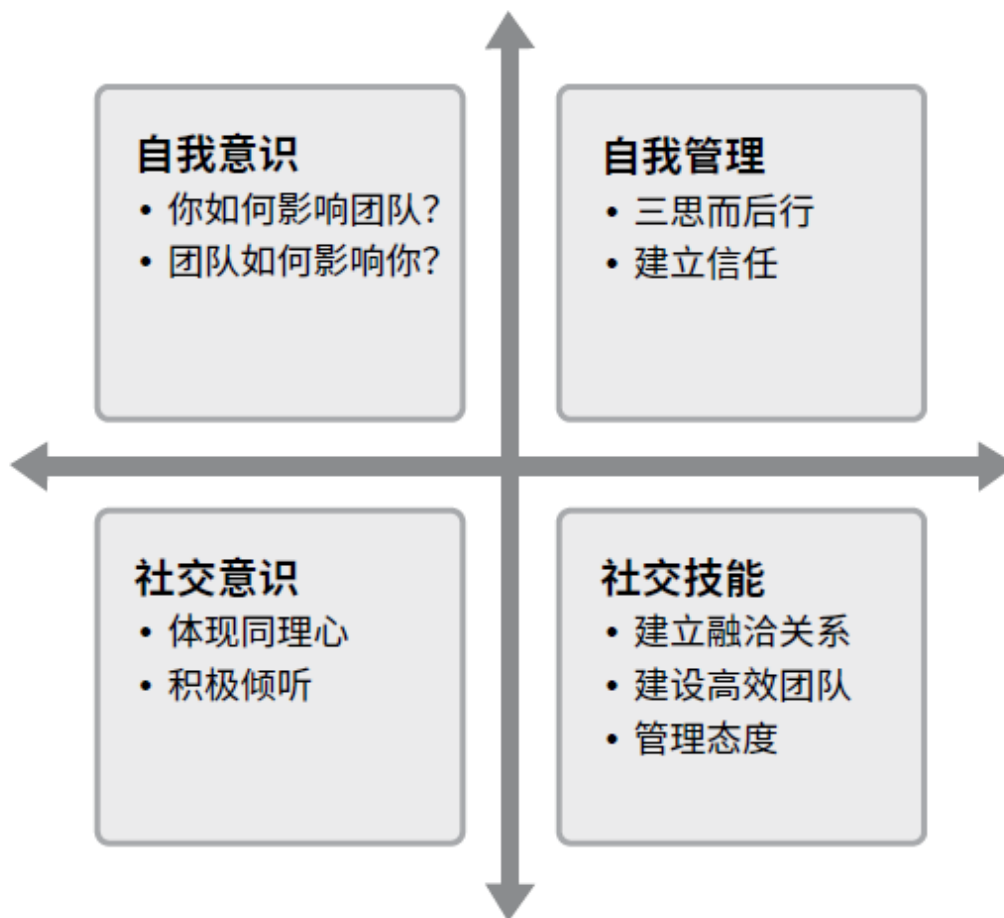 自我意识
• 你如何影响团队？
• 团队如何影响你？
自我管理
• 三思而后行
• 建立信任
社交意识
• 体现同理心
• 积极倾听
社交技能
• 建立融洽关系
• 建设高效团队
• 管理态度